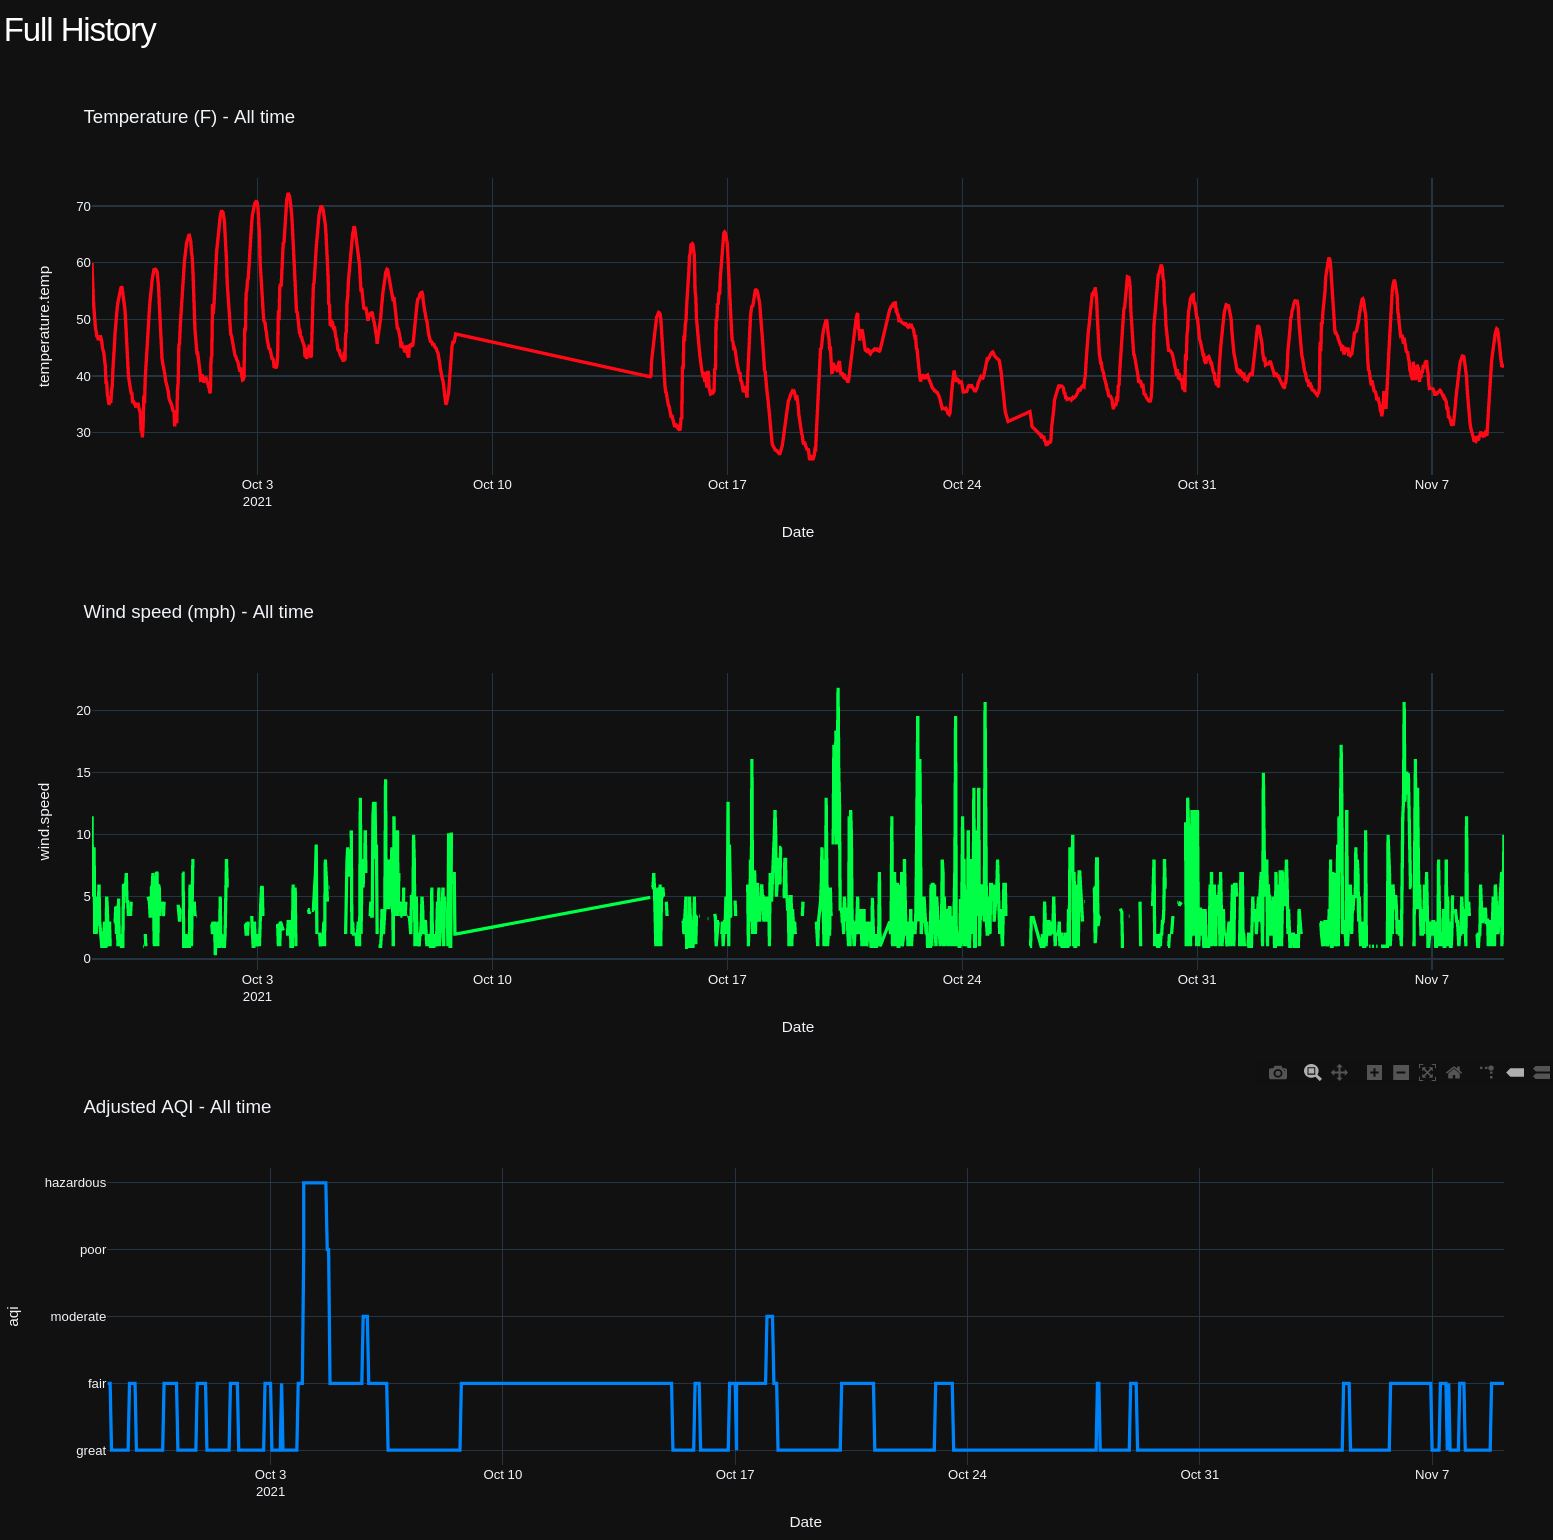 Full History
Temperature (F) - All time
temperature.temp
70
60
50
40
30
Oct 3
2021
Oct 10
Oct 17
Oct 24
Oct 31
Nov 7
Date
Wind speed (mph) - All time
wind.speed
20
15
10
5
0
Oct 3
2021
Oct 10
Oct 17
Oct 24
Oct 31
Nov 7
Date
Adjusted AQI - All time
aqi
hazardous
poor
moderate
fair
great
Oct 3
2021
Oct 10
Oct 17
Oct 24
Oct 31
Nov 7
Date